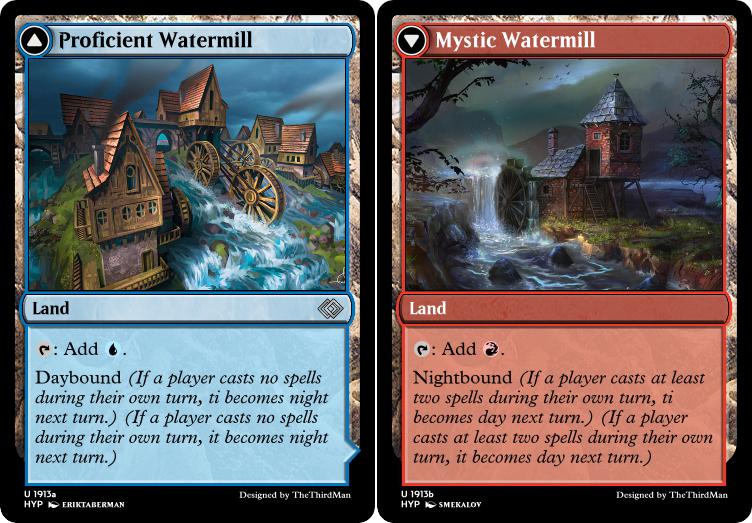 Proficient Watermill
Land
: Add .
Daybound (If a player casts no spells
during their own turn, ti becomes night
next turn.) (If a player casts no spells
during their own turn, it becomes night
next turn.)
U 1913a
HYP ERIKTABERMAN
Designed by TheThirdMan
Mystic Watermill
Land
: Add .
Nightbound (If a player casts at least
two spells during their own turn, ti
becomes day next turn.) (If a player
casts at least two spells during their own
turn, it becomes day next turn.)
U 1913b
HYP SMEKALOV
Designed by TheThirdMan